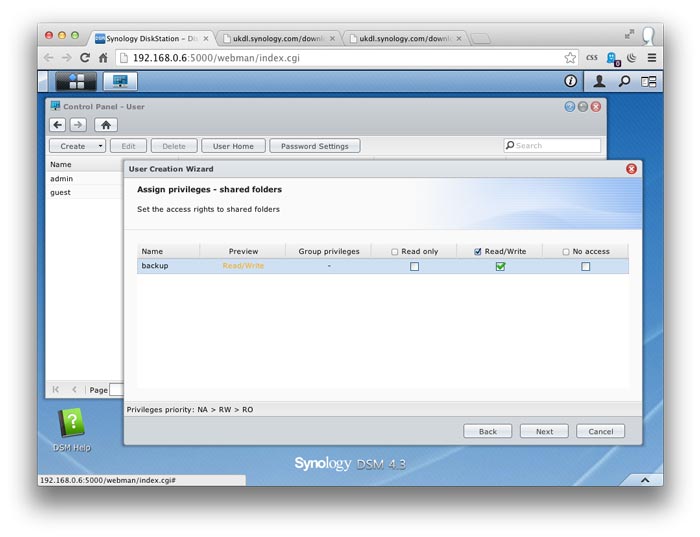 Synology DiskStation – Dis
ukdl.synology.com/downlo
ukdl.synology.com/downlo
192.168.0.6:5000/webman/index.cgi
CSS
0
Control Panel - User
Create Edit Delete User Home Password Settings Search
Name
admin
guest
User Creation Wizard
Assign privileges - shared folders
Set the access rights to shared folders
Name Preview Group privileges Read only Read/Write No access
backup Read/Write -
Page
Privileges priority: NA > RW > RO
Back Next Cancel
DSM Help
Synology DSM 4.3
192.168.0.6:5000/webman/index.cgi#